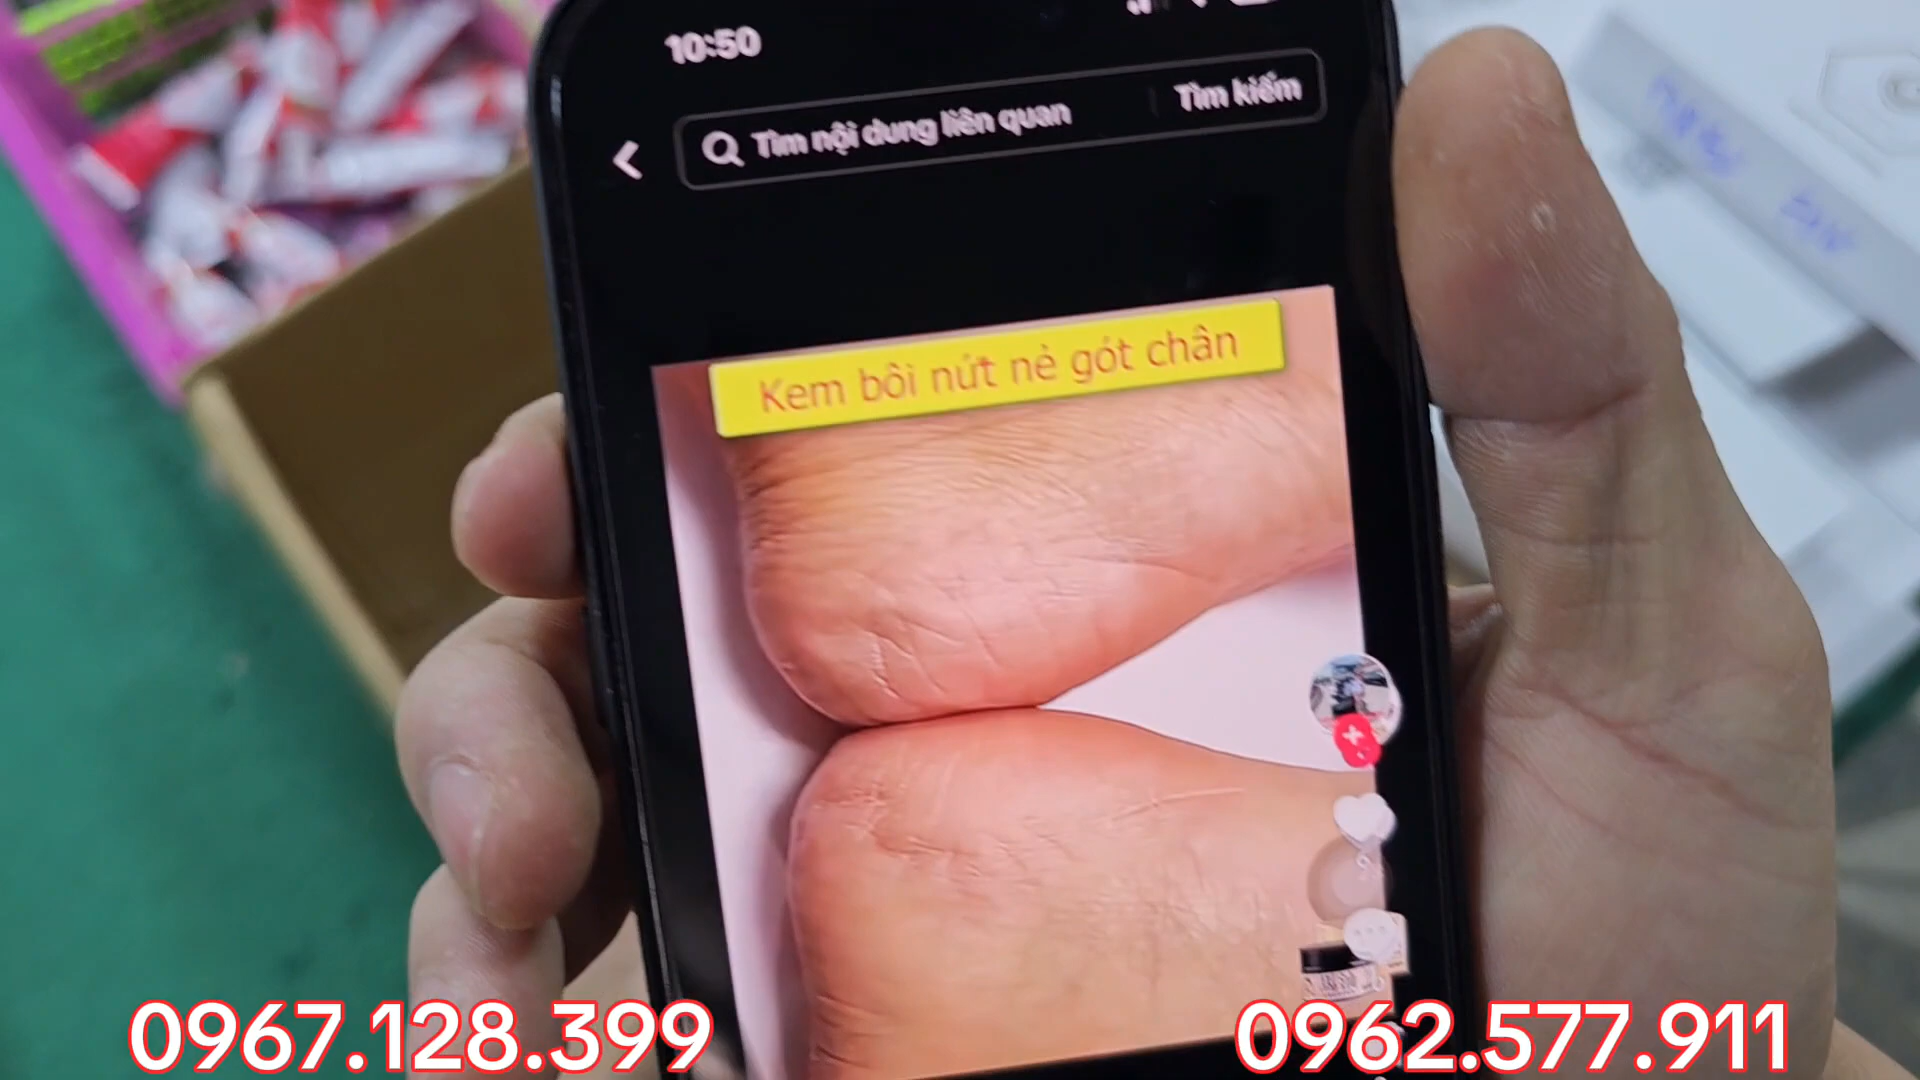 10:50
Tìm nội dung liên quan
Tìm kiếm
Kem bôi nứt nẻ gót chân
0967.128.399
0962.577.911